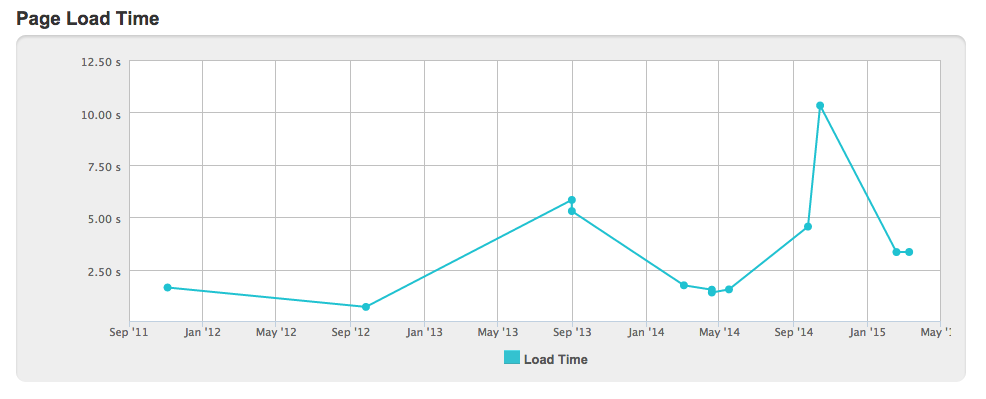 Page Load Time
12.50 s
10.00 s
7.50 s
5.00 s
2.50 s
Sep '11 Jan '12 May '12 Sep '12 Jan '13 May '13 Sep '13 Jan '14 May '14 Sep '14 Jan '15 May '
Load Time